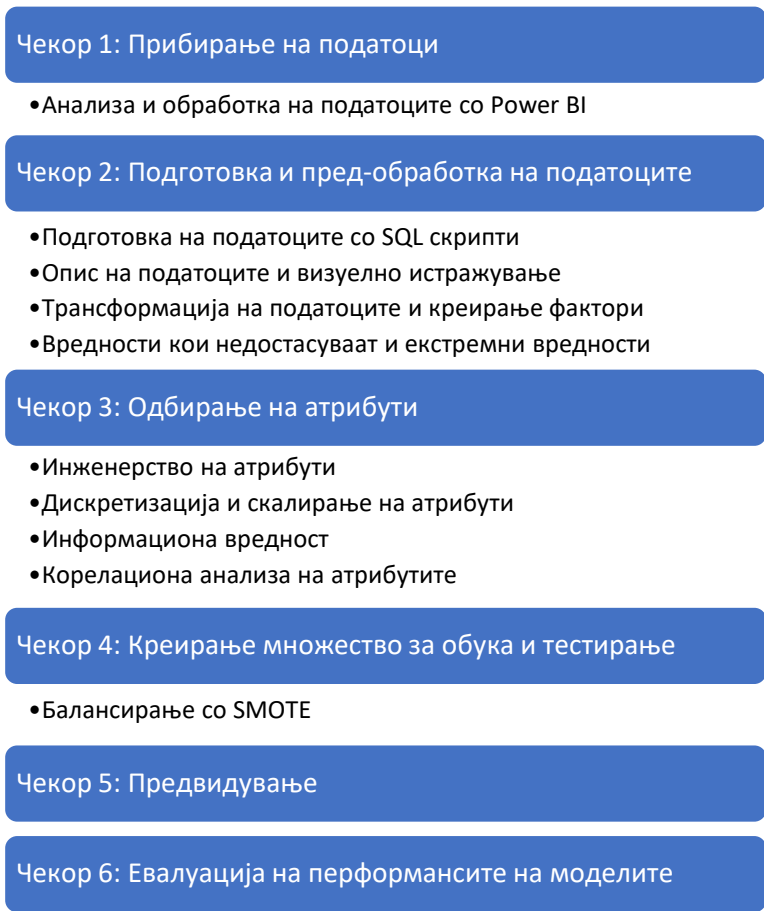 Чекор 1: Прибирање на податоци
•Анализа и обработка на податоците со Power BI
Чекор 2: Подготовка и пред-обработка на податоците
•Подготовка на податоците со SQL скрипти
•Опис на податоците и визуелно истражување
•Трансформација на податоците и креирање фактори
•Вредности кои недостасуваат и екстремни вредности
Чекор 3: Одбирање на атрибути
•Инженерство на атрибути
•Дискретизација и скалирање на атрибути
•Информациона вредност
•Корелациона анализа на атрибутите
Чекор 4: Креирање множество за обука и тестирање
•Балансирање со SMOTE
Чекор 5: Предвидување
Чекор 6: Евалуација на перформансите на моделите